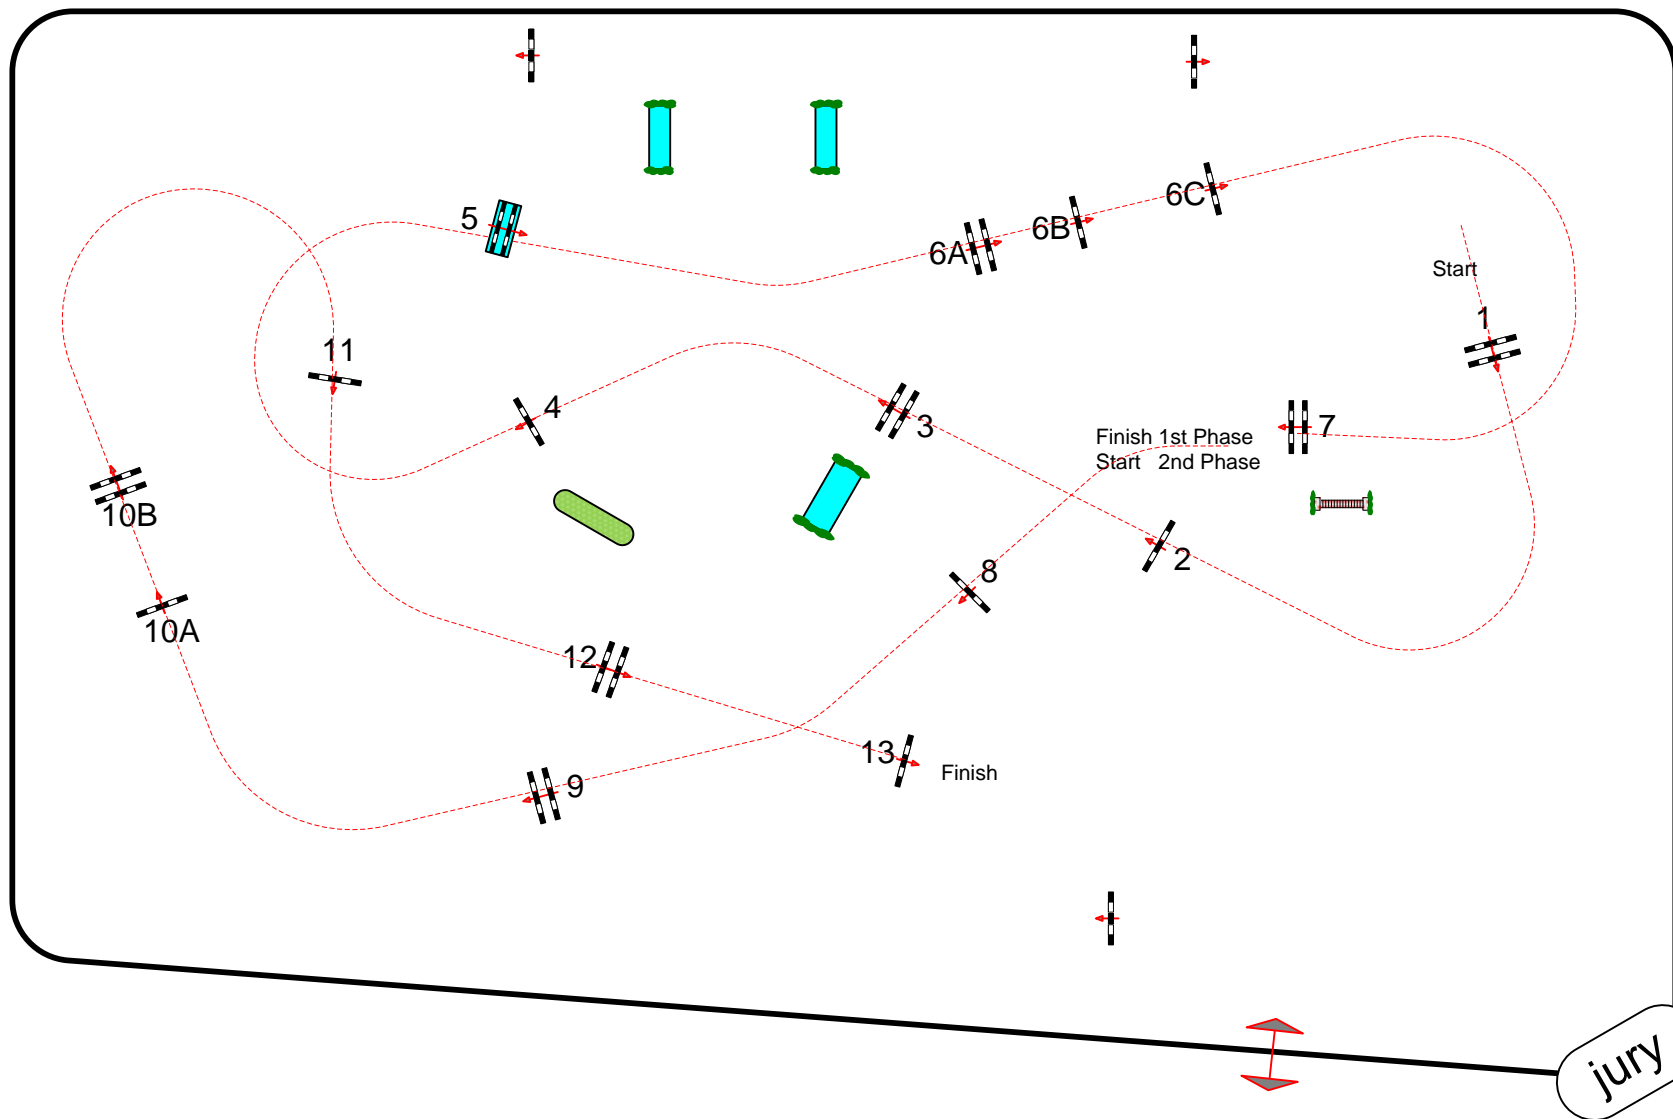 5
6A
6B
6C
Start
1
11
4
3
7
Finish 1st Phase
Start 2nd Phase
10B
2
8
10A
12
13
Finish
9
jury